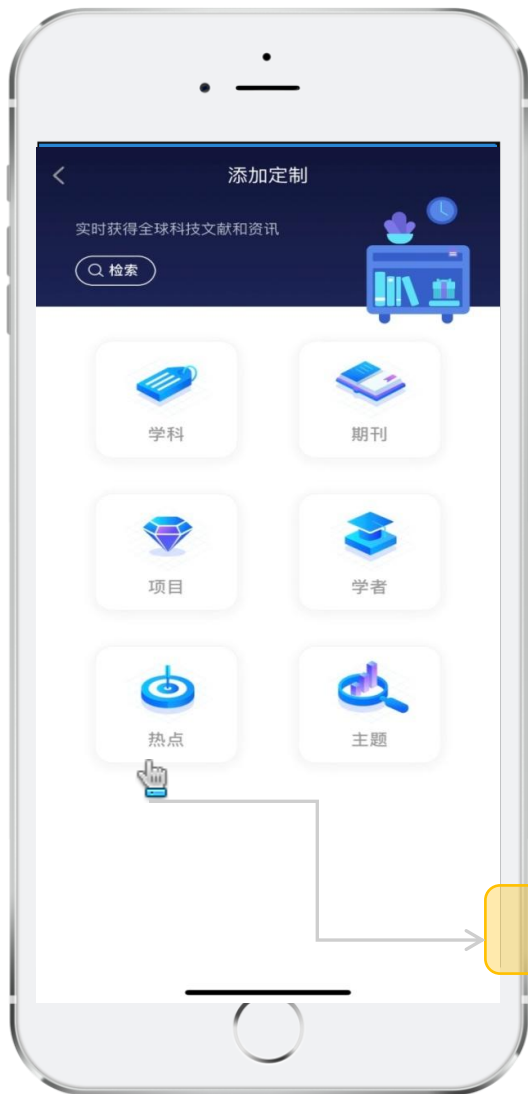 添加定制
实时获得全球科技文献和资讯
检索
学科
期刊
项目
学者
热点
主题